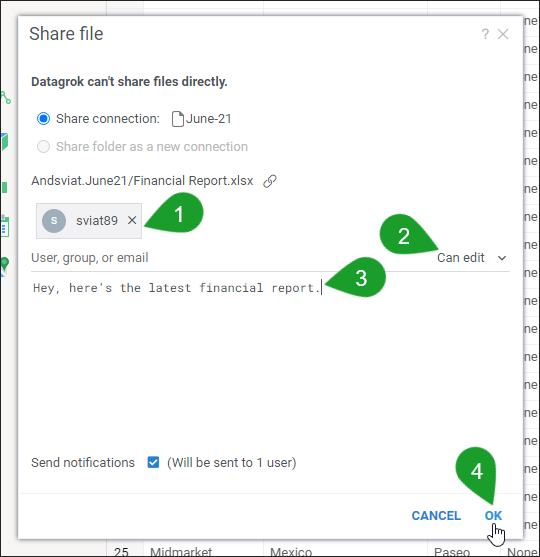 Share file
?
Datagrok can't share files directly.
Share connection: June-21
Share folder as a new connection
Andsviat.June21/Financial Report.xlsx
S sviat89
1
User, group, or email Can edit
2
Hey, here's the latest financial report.
3
Send notifications (Will be sent to 1 user)
4
CANCEL OK
25 Midmarket Mexico Paseo None